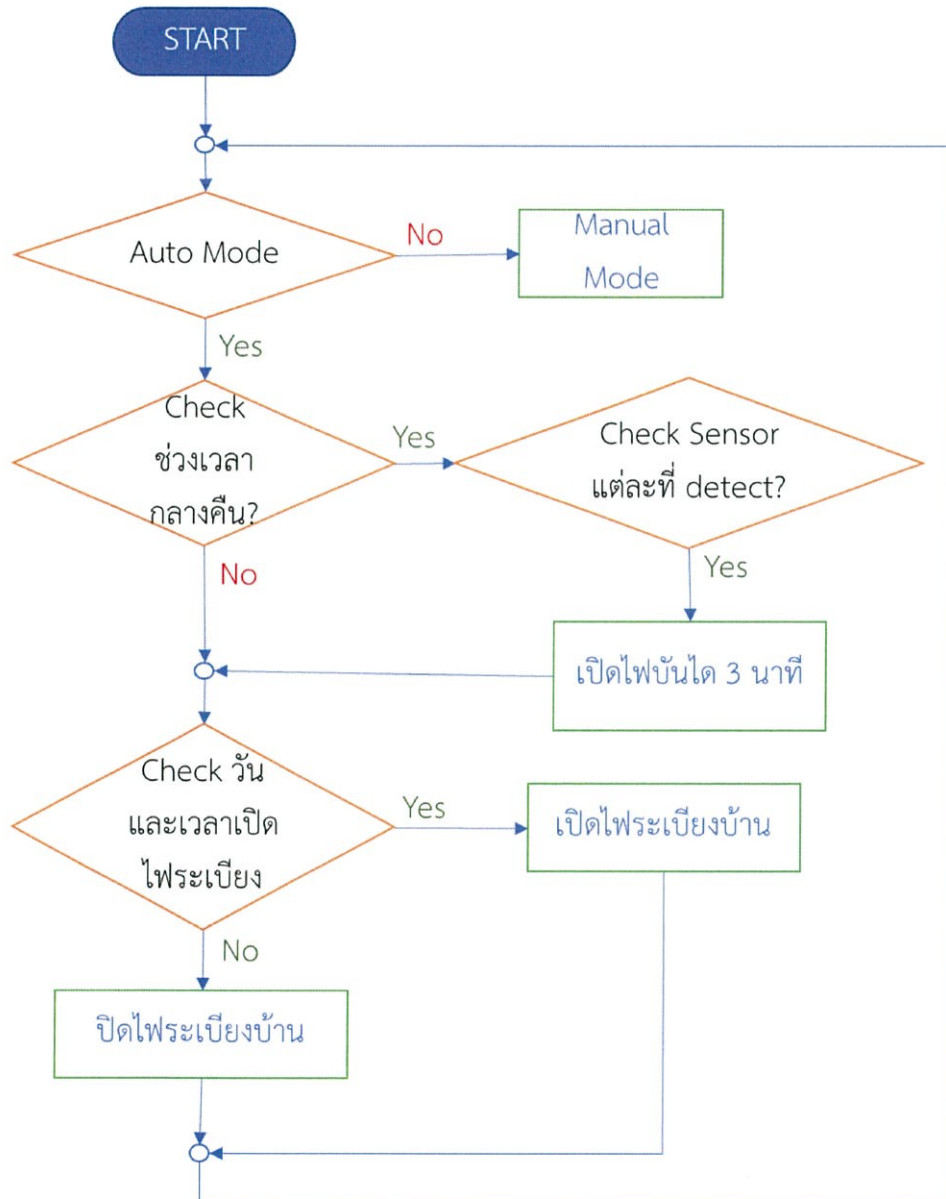 START
Auto Mode
No
Manual
Mode
Yes
Check
ช่วงเวลา
กลางคืน?
Yes
Check Sensor
แต่ละที่ detect?
No
Yes
เปิดไฟบันได 3 นาที
Check วัน
และเวลาเปิด
ไฟระเบียง
Yes
เปิดไฟระเบียงบ้าน
No
ปิดไฟระเบียงบ้าน